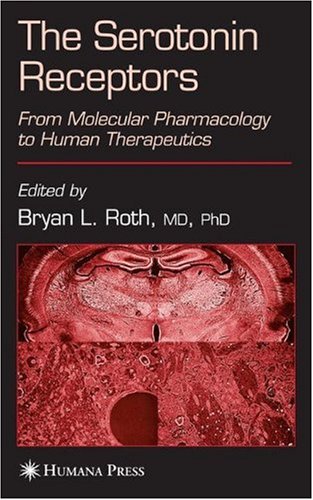 The Serotonin
Receptors
From Molecular Pharmacology
to Human Therapeutics
Edited by
Bryan L. Roth, MD, PhD
HUMANA PRESS